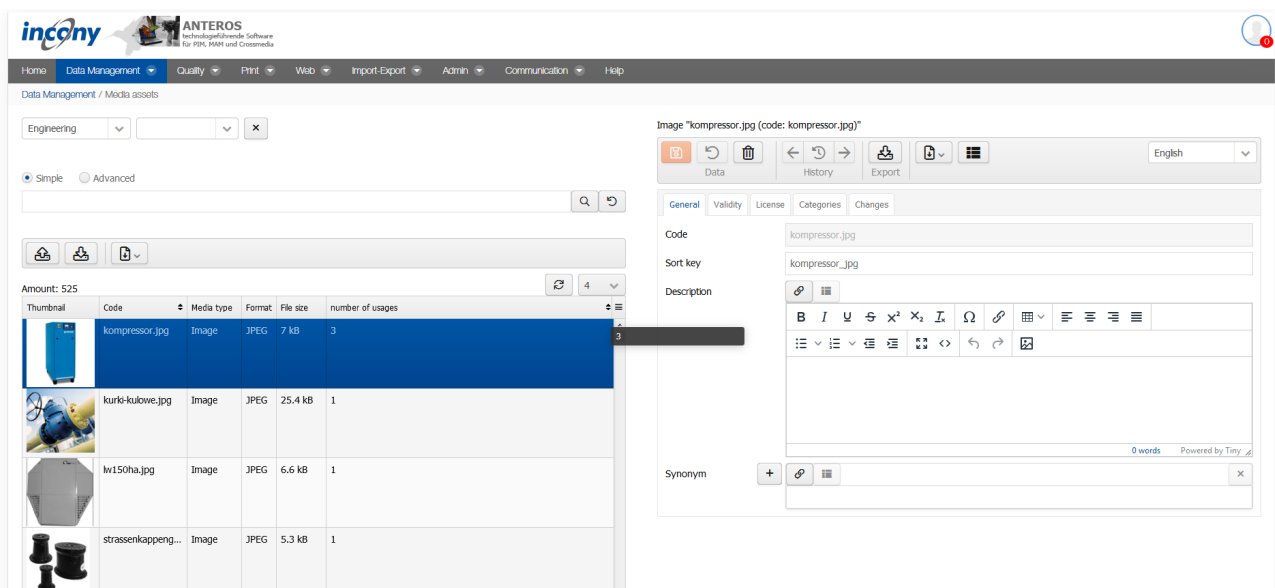 incony
ANTEROS
technologieführende Software
für PIM, MAM und Crossmedia
0
Home Data Management Quality Print Web Import-Export Admin Communication Help
Data Management / Media assets
Engineering
Simple Advanced
Amount: 525
4
Thumbnail Code Media type Format File size number of usages
kompressor.jpg Image JPEG 7 kB 3
3
kurki-kulowe.jpg Image JPEG 25.4 kB 1
lw150ha.jpg Image JPEG 6.6 kB 1
strassenkappeng... Image JPEG 5.3 kB 1
Image "kompressor.jpg (code: kompressor.jpg)"
Data History Export
English
General Validity License Categories Changes
Code kompressor.jpg
Sort key kompressor_jpg
Description
0 words Powered by Tiny
Synonym